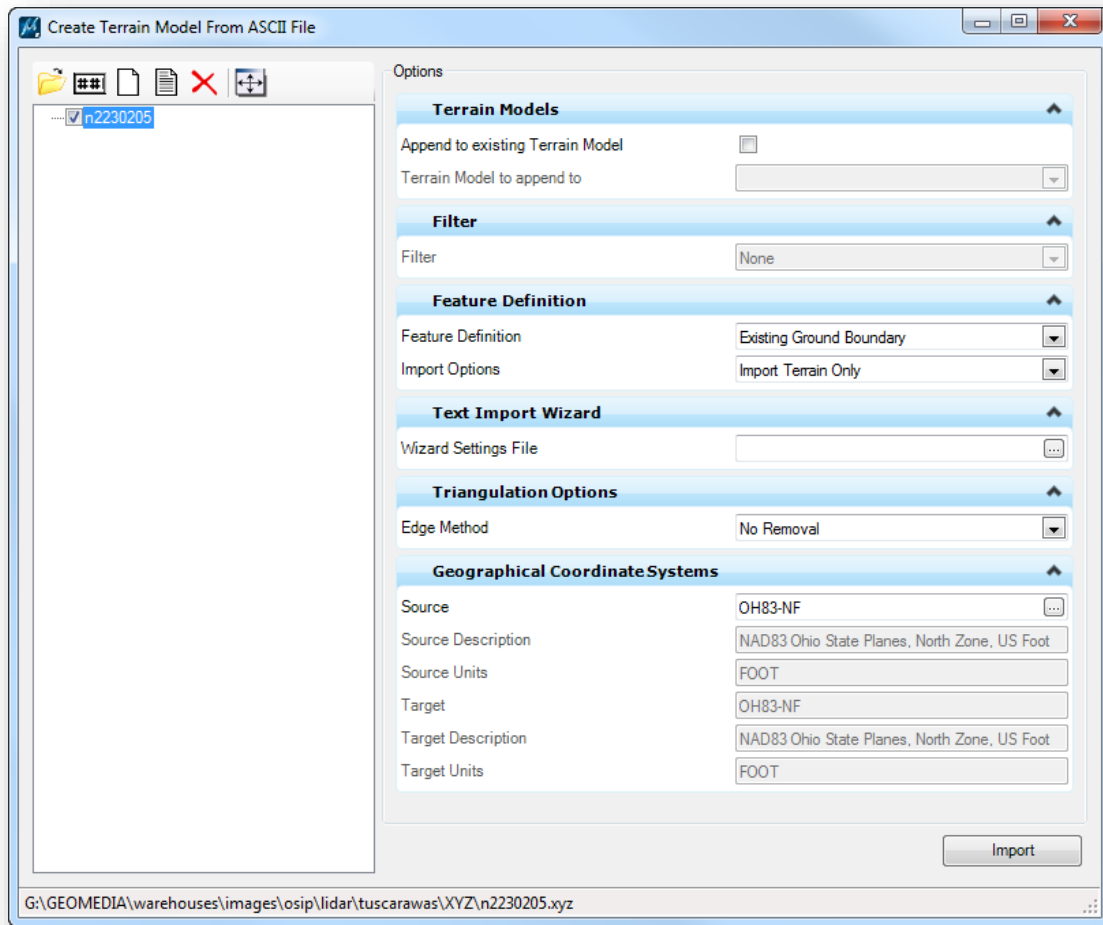 Create Terrain Model From ASCII File
##
n2230205
Options
Terrain Models
Append to existing Terrain Model
Terrain Model to append to
Filter
Filter None
Feature Definition
Feature Definition Existing Ground Boundary
Import Options Import Terrain Only
Text Import Wizard
Wizard Settings File ...
Triangulation Options
Edge Method No Removal
Geographical Coordinate Systems
Source OH83-NF ...
Source Description NAD83 Ohio State Planes, North Zone, US Foot
Source Units FOOT
Target OH83-NF
Target Description NAD83 Ohio State Planes, North Zone, US Foot
Target Units FOOT
Import
G:\GEOMEDIA\warehouses\images\osip\lidar\tuscarawas\XYZ\n2230205.xyz